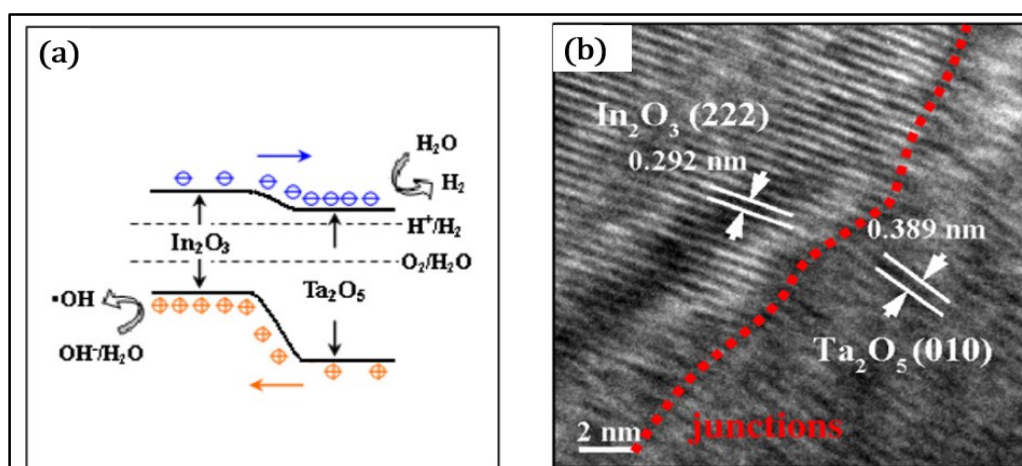 (a)
H₂O
H₂
H⁺/H₂
In₂O₃
O₂/H₂O
Ta₂O₅
•OH
OH⁻/H₂O
(b)
In₂O₃ (222)
0.292 nm
0.389 nm
Ta₂O₅ (010)
junctions
2 nm